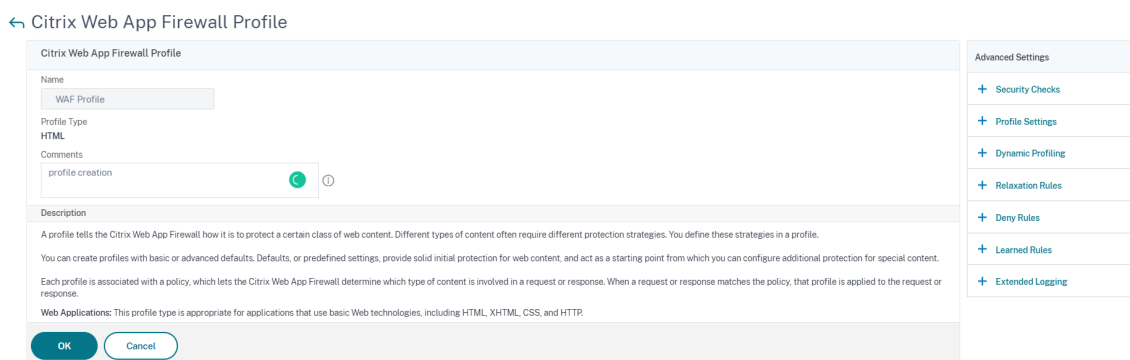 Citrix Web App Firewall Profile
Citrix Web App Firewall Profile
Name
WAF Profile
Profile Type
HTML
Comments
profile creation
Description
A profile tells the Citrix Web App Firewall how it is to protect a certain class of web content. Different types of content often require different protection strategies. You define these strategies in a profile.
You can create profiles with basic or advanced defaults. Defaults, or predefined settings, provide solid initial protection for web content, and act as a starting point from which you can configure additional protection for special content.
Each profile is associated with a policy, which lets the Citrix Web App Firewall determine which type of content is involved in a request or response. When a request or response matches the policy, that profile is applied to the request or
response.
Web Applications: This profile type is appropriate for applications that use basic Web technologies, including HTML, XHTML, CSS, and HTTP.
OK
Cancel
Advanced Settings
+ Security Checks
+ Profile Settings
+ Dynamic Profiling
+ Relaxation Rules
+ Deny Rules
+ Learned Rules
+ Extended Logging